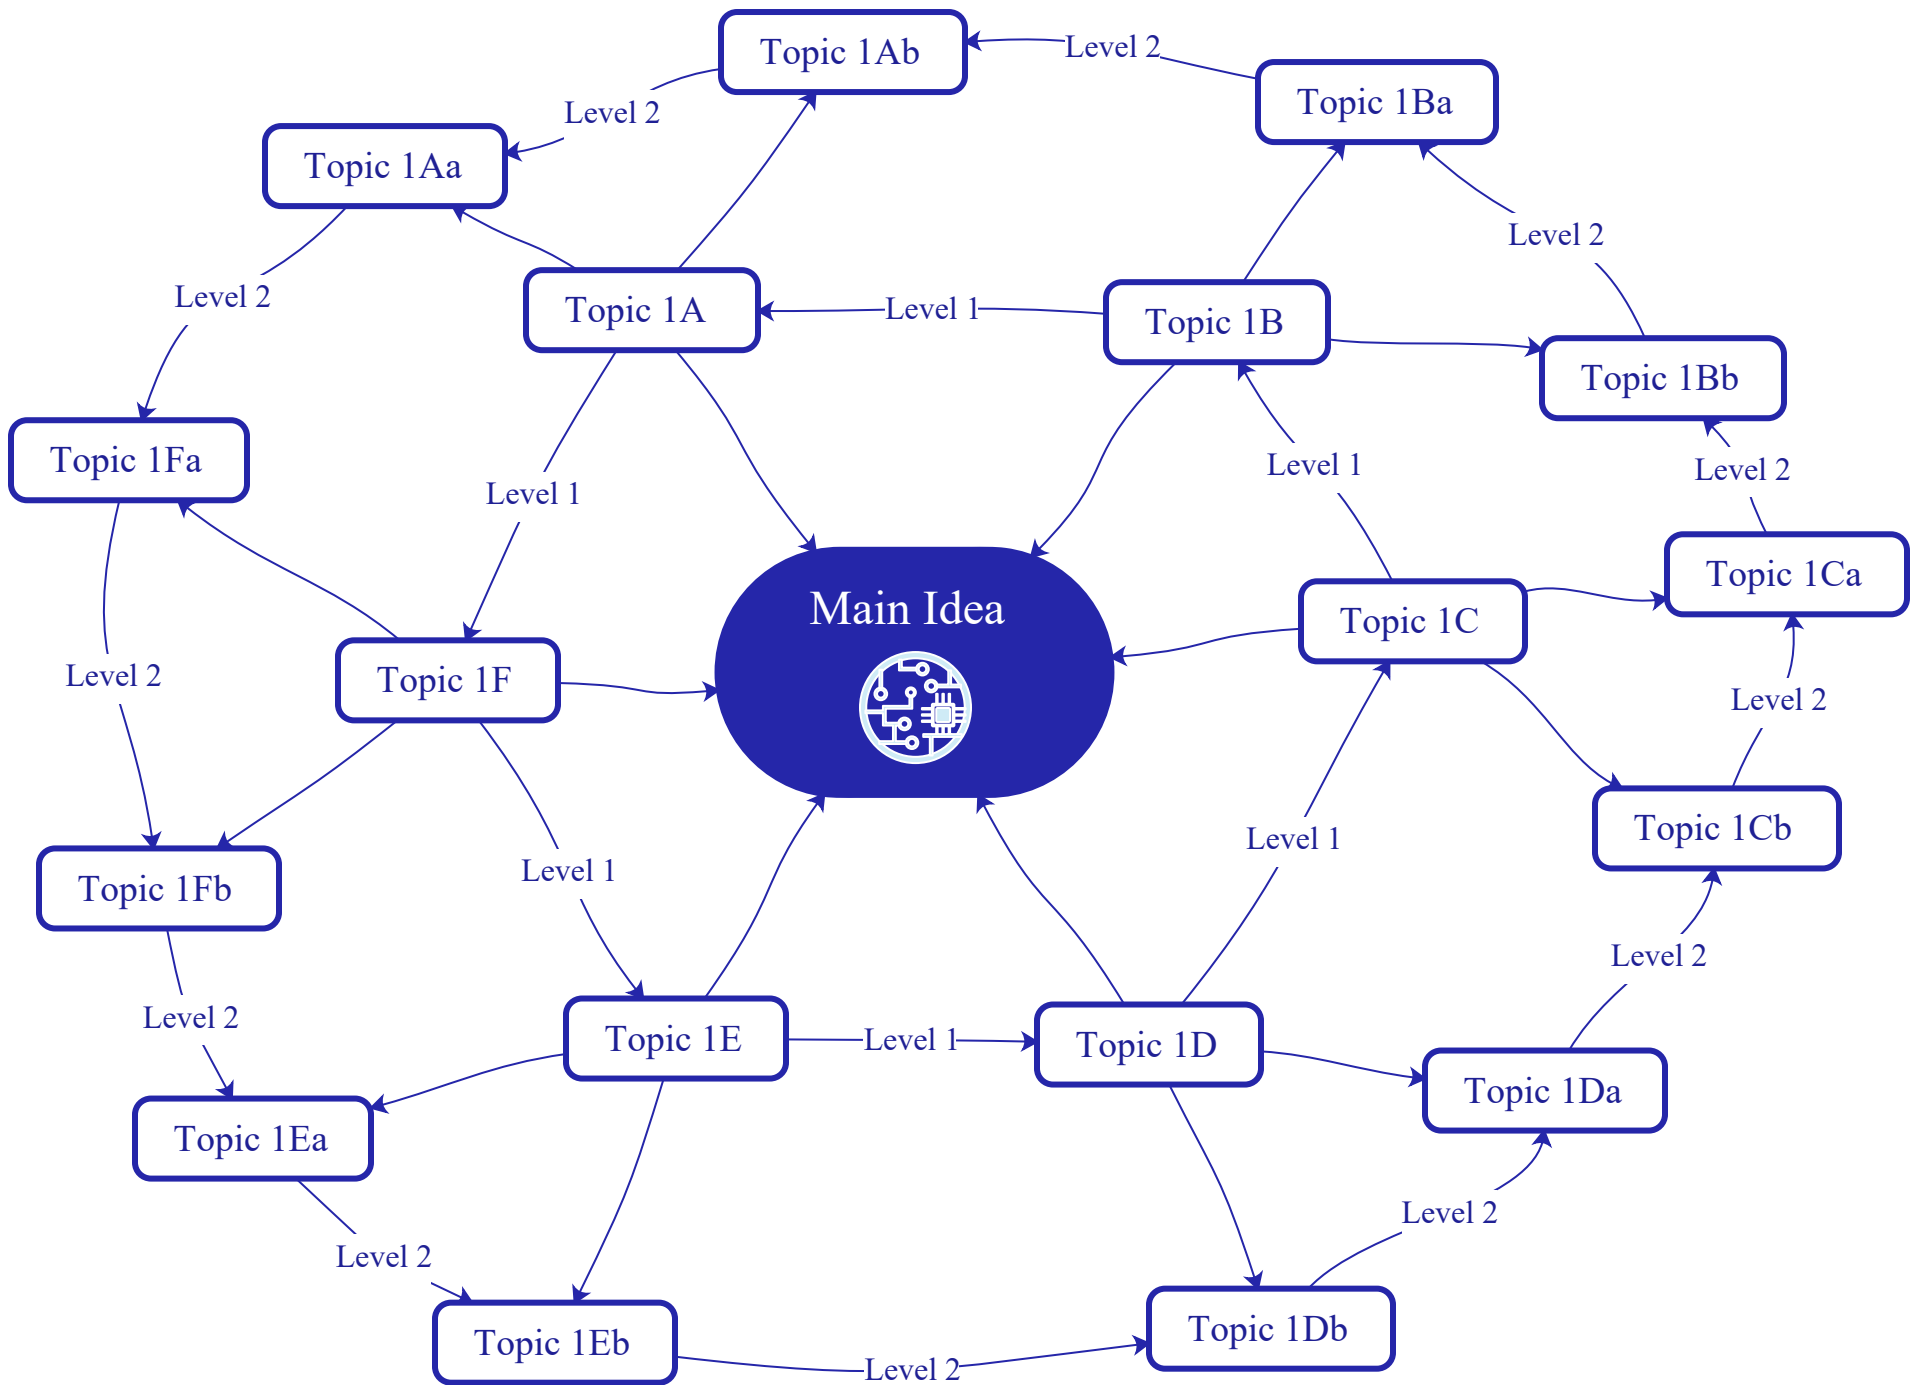 Topic 1Ab
Level 2
Topic 1Ba
Level 2
Topic 1Aa
Level 2
Level 2
Topic 1A
Level 1
Topic 1B
Topic 1Bb
Topic 1Fa
Level 1
Level 1
Level 2
Topic 1Ca
Main Idea
Topic 1C
Level 2
Topic 1F
Level 2
Topic 1Cb
Level 1
Level 1
Topic 1Fb
Level 2
Level 2
Topic 1E
Level 1
Topic 1D
Topic 1Da
Topic 1Ea
Level 2
Level 2
Topic 1Eb
Topic 1Db
Level 2